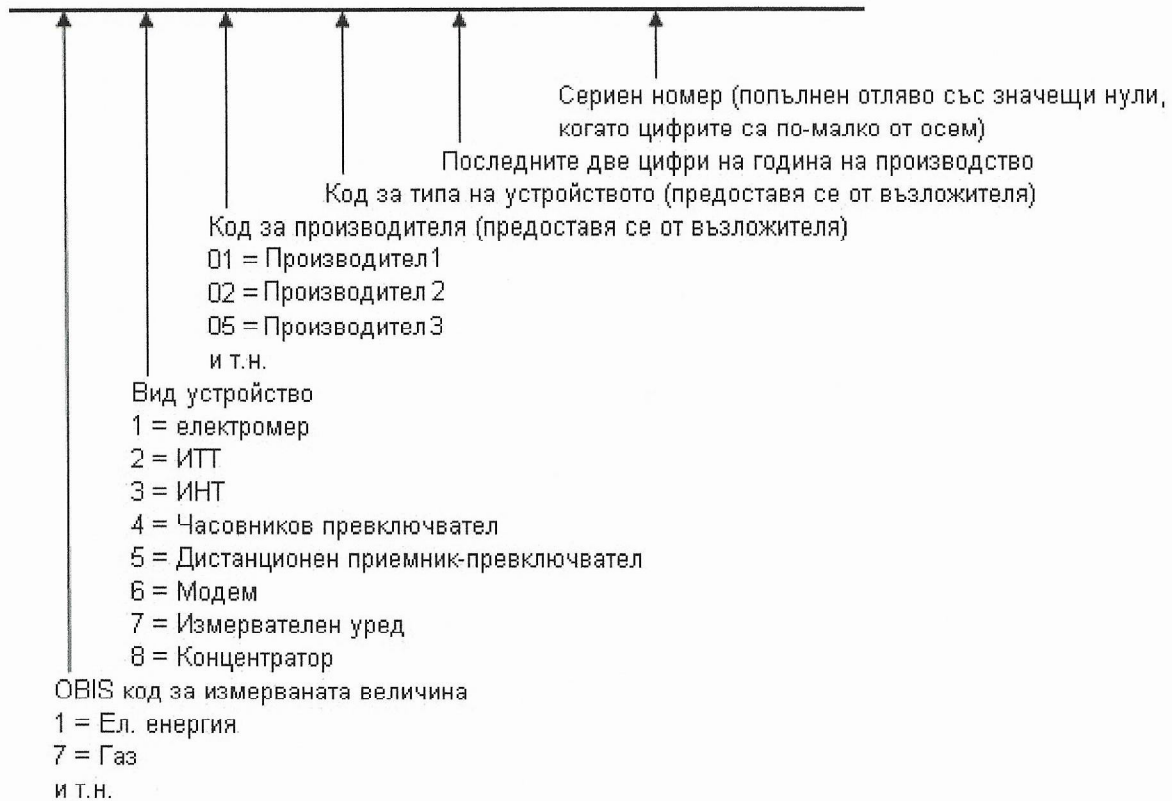 Сериен номер (попълнен отляво със значещи нули,
когато цифрите са по-малко от осем)
Последните две цифри на година на производство
Код за типа на устройството (предоставя се от възложителя)
Код за производителя (предоставя се от възложителя)
01 = Производител 1
02 = Производител 2
05 = Производител 3
и т.н.
Вид устройство
1 = електромер
2 = ИТТ
3 = ИНТ
4 = Часовников превключвател
5 = Дистанционен приемник-превключвател
6 = Модем
7 = Измервателен уред
8 = Концентратор
OBIS код за измерваната величина
1 = Ел. енергия
7 = Газ
и т.н.